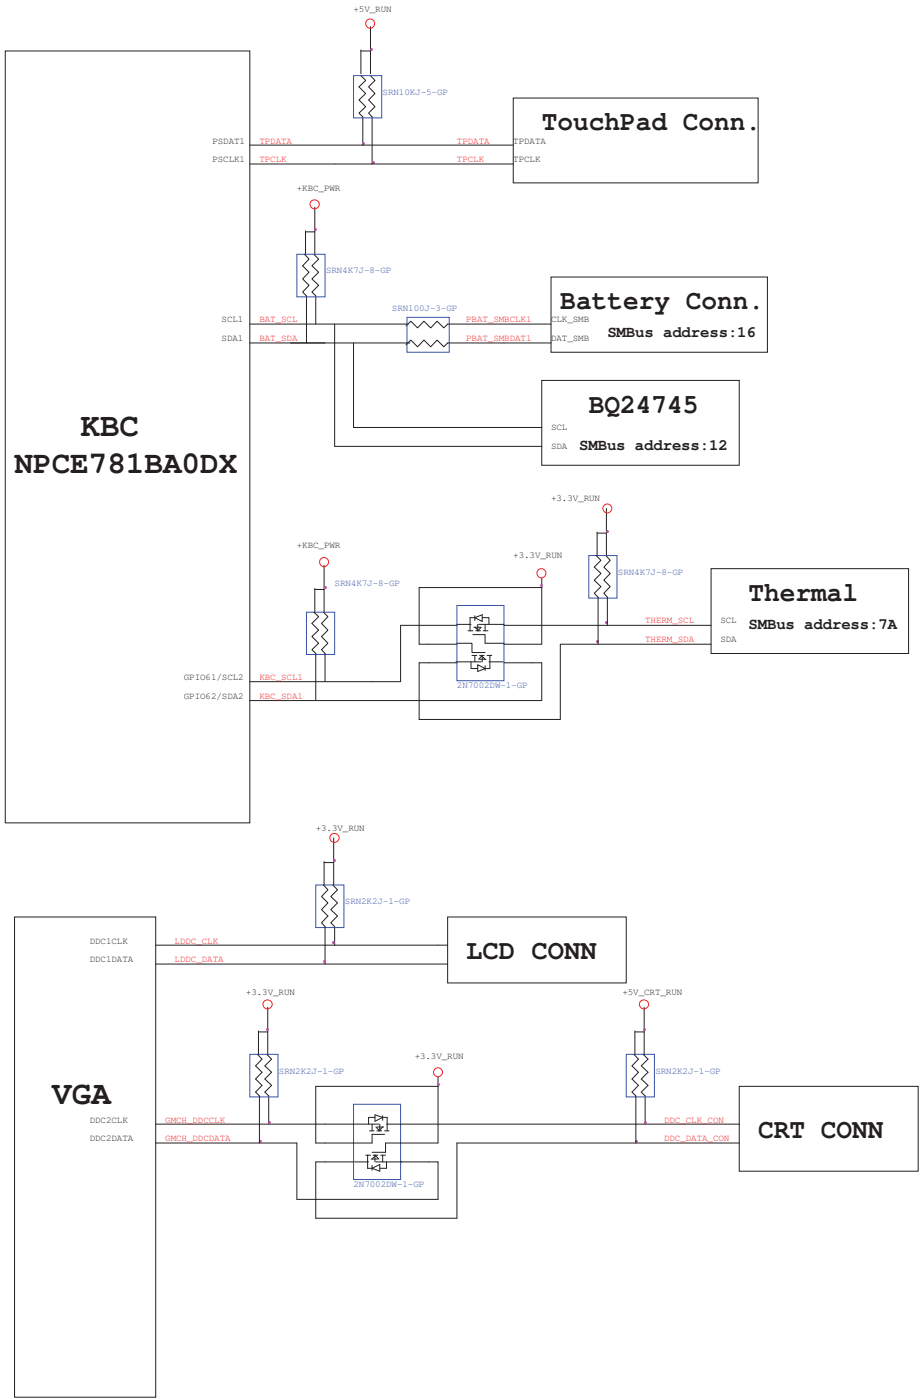 +5V_RUN
SRN10KJ-5-GP
TouchPad Conn.
PSDAT1 TPDATA TPDATA TPDATA
PSCLK1 TPCLK TPCLK TPCLK
+KBC_PWR
SRN4K7J-8-GP
Battery Conn.
SRN100J-3-GP
SCL1 BAT_SCL PBAT_SMBCLK1 CLK_SMB
SMBus address:16
SDA1 BAT_SDA PBAT_SMBDAT1 DAT_SMB
BQ24745
KBC
SCL
SDA SMBus address:12
NPCE781BA0DX
+3.3V_RUN
+KBC_PWR
+3.3V_RUN
SRN4K7J-8-GP
SRN4K7J-8-GP
Thermal
THERM_SCL SCL
SMBus address:7A
THERM_SDA SDA
GPIO61/SCL2 KBC_SCL1
2N7002DW-1-GP
GPIO62/SDA2 KBC_SDA1
+3.3V_RUN
SRN2K2J-1-GP
DDC1CLK LDDC_CLK
LCD CONN
DDC1DATA LDDC_DATA
+3.3V_RUN
+5V_CRT_RUN
+3.3V_RUN
SRN2K2J-1-GP
SRN2K2J-1-GP
VGA
DDC2CLK GMCH_DDCCLK DDC_CLK_CON
CRT CONN
DDC2DATA GMCH_DDCDATA DDC_DATA_CON
2N7002DW-1-GP